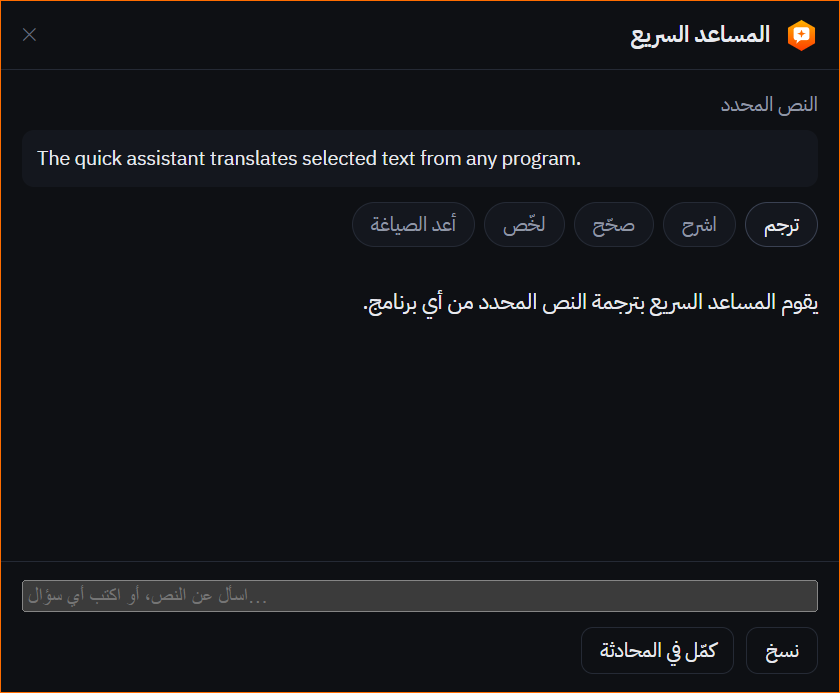 المساعد السريع
النص المحدد
The quick assistant translates selected text from any program.
ترجم
اشرح
صحّح
لخّص
أعد الصياغة
يقوم المساعد السريع بترجمة النص المحدد من أي برنامج.
اسأل عن النص، أو اكتب أي سؤال...
نسخ
كمّل في المحادثة